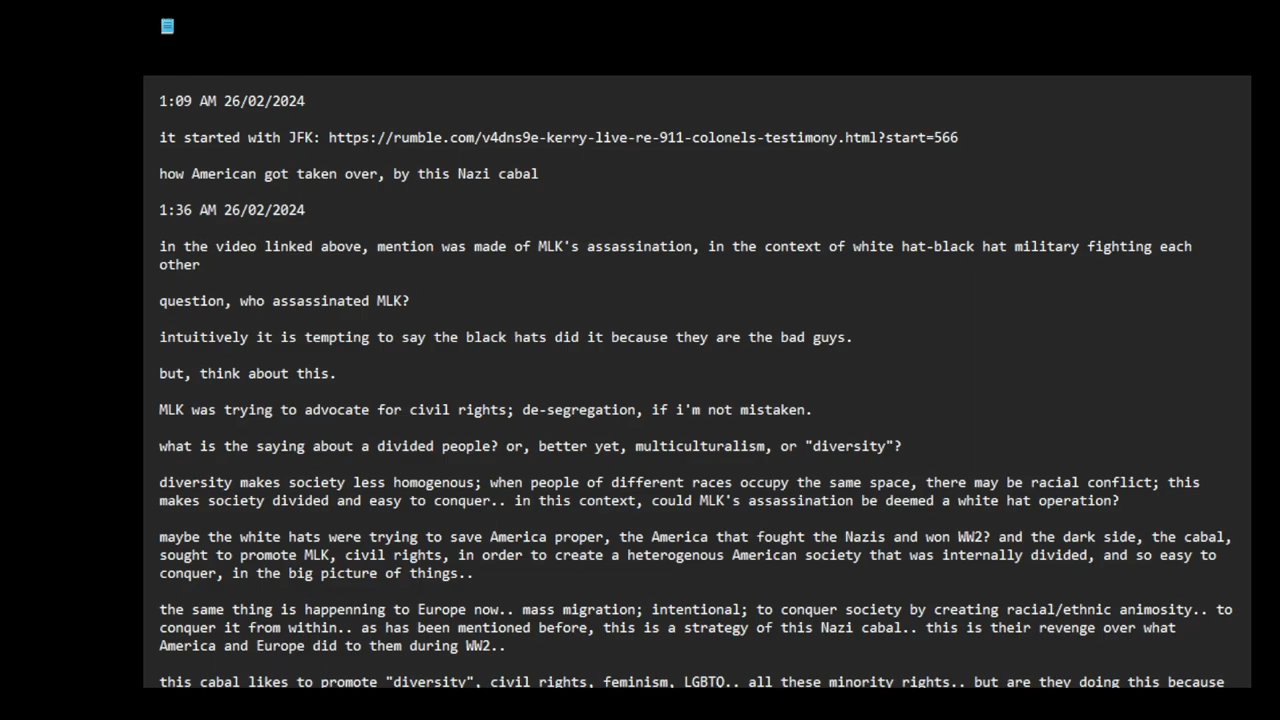 1:09 AM 26/02/2024
it started with JFK: https://rumble.com/v4dns9e-kerry-live-re-911-colonels-testimony.html?start=566
how American got taken over, by this Nazi cabal
1:36 AM 26/02/2024
in the video linked above, mention was made of MLK's assassination, in the context of white hat-black hat military fighting each
other
question, who assassinated MLK?
intuitively it is tempting to say the black hats did it because they are the bad guys.
but, think about this.
MLK was trying to advocate for civil rights; de-segregation, if i'm not mistaken.
what is the saying about a divided people? or, better yet, multiculturalism, or "diversity"?
diversity makes society less homogenous; when people of different races occupy the same space, there may be racial conflict; this
makes society divided and easy to conquer.. in this context, could MLK's assassination be deemed a white hat operation?
maybe the white hats were trying to save America proper, the America that fought the Nazis and won WW2? and the dark side, the cabal,
sought to promote MLK, civil rights, in order to create a heterogenous American society that was internally divided, and so easy to
conquer, in the big picture of things..
the same thing is happenning to Europe now.. mass migration; intentional; to conquer society by creating racial/ethnic animosity.. to
conquer it from within.. as has been mentioned before, this is a strategy of this Nazi cabal.. this is their revenge over what
America and Europe did to them during WW2..
this cabal likes to promote "diversity", civil rights, feminism, LGBTQ.. all these minority rights.. but are they doing this because